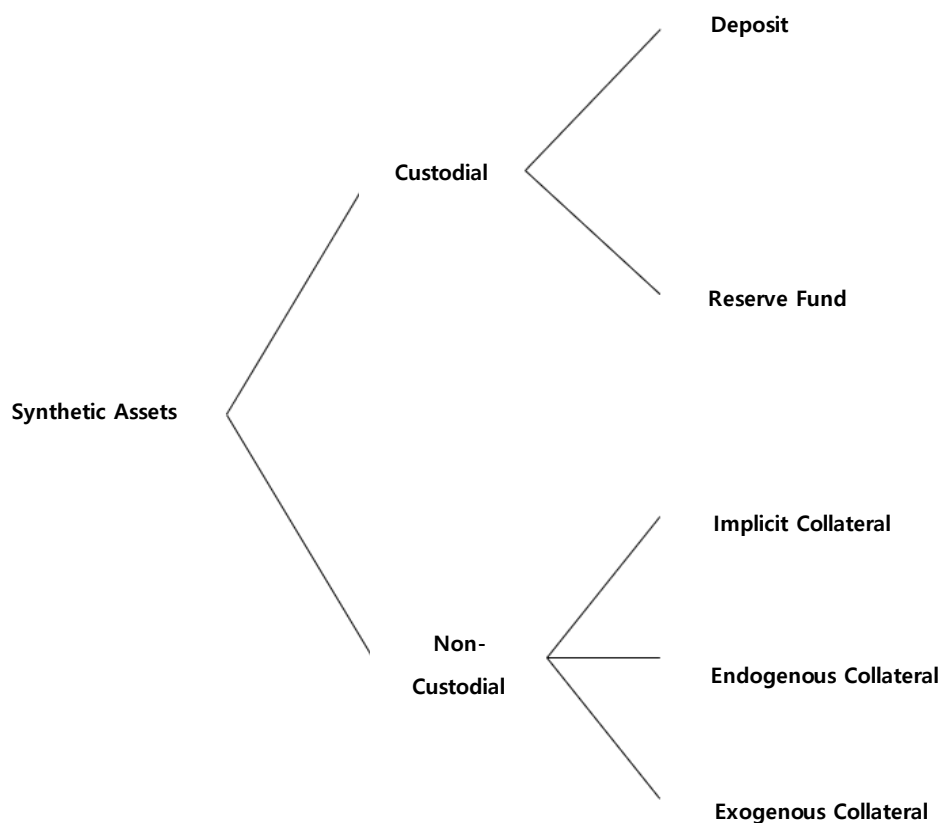 Deposit
Custodial
Reserve Fund
Synthetic Assets
Implicit Collateral
Non-
Custodial
Endogenous Collateral
Exogenous Collateral